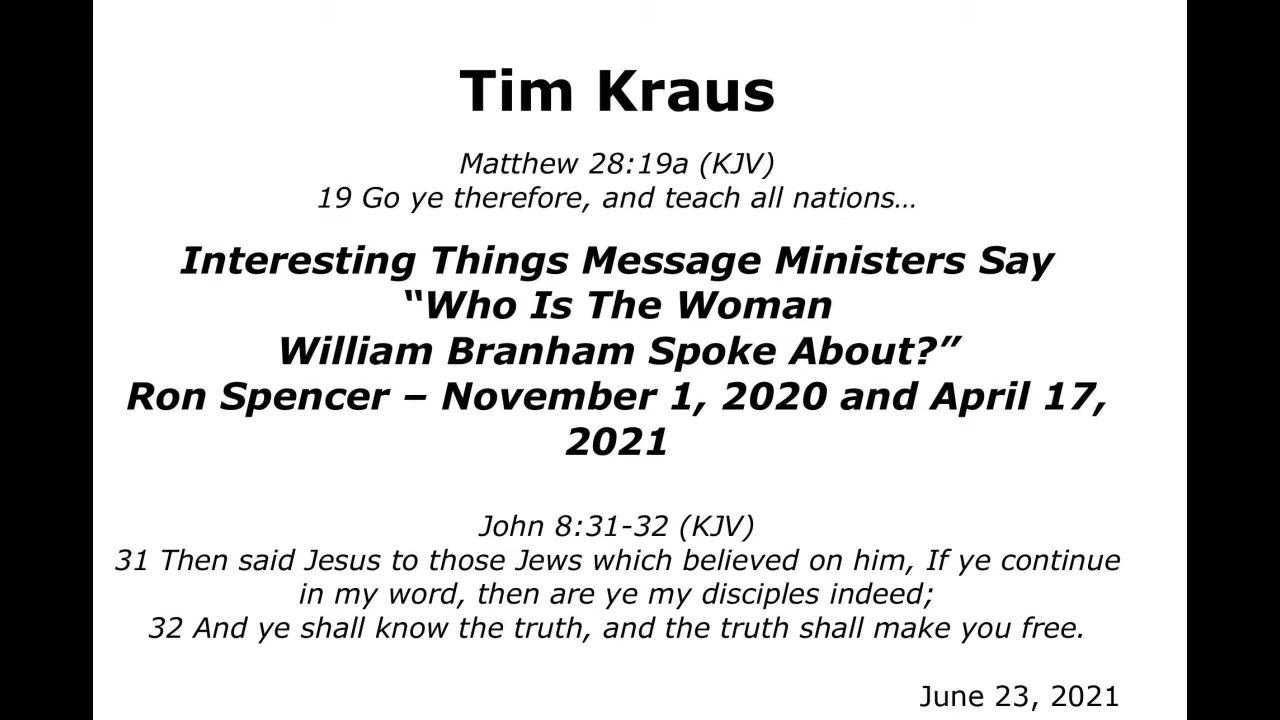 Tim Kraus
Matthew 28:19a (KJV)
19 Go ye therefore, and teach all nations…
Interesting Things Message Ministers Say
“Who Is The Woman
William Branham Spoke About?”
Ron Spencer – November 1, 2020 and April 17,
2021
John 8:31-32 (KJV)
31 Then said Jesus to those Jews which believed on him, If ye continue
in my word, then are ye my disciples indeed;
32 And ye shall know the truth, and the truth shall make you free.
June 23, 2021